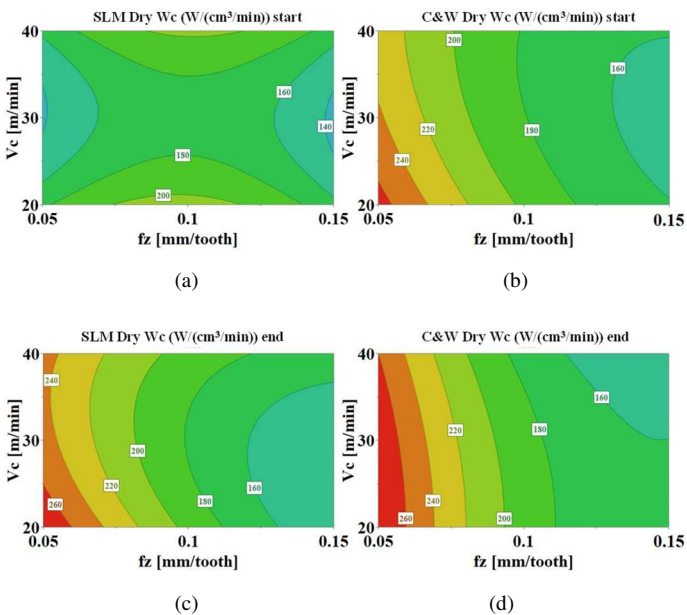 SLM Dry Wc (W/(cm³/min)) start
40
30
20
Vc [m/min]
160
140
180
200
0.05
0.1
0.15
fz [mm/tooth]
(a)
C&W Dry Wc (W/(cm³/min)) start
40
30
20
Vc [m/min]
200
160
220
180
240
0.05
0.1
0.15
fz [mm/tooth]
(b)
SLM Dry Wc (W/(cm³/min)) end
40
30
20
Vc [m/min]
240
200
220
160
180
260
0.05
0.1
0.15
fz [mm/tooth]
(c)
C&W Dry Wc (W/(cm³/min)) end
40
30
20
Vc [m/min]
160
220
180
240
260
200
0.05
0.1
0.15
fz [mm/tooth]
(d)